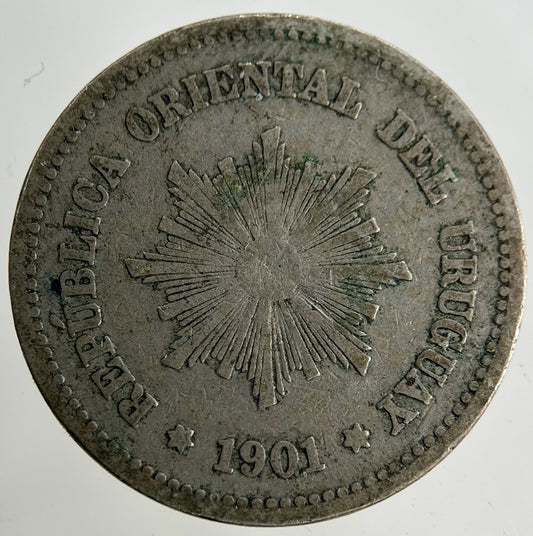 REPÚBLICA ORIENTAL DEL URUGUAY
* 1901 *